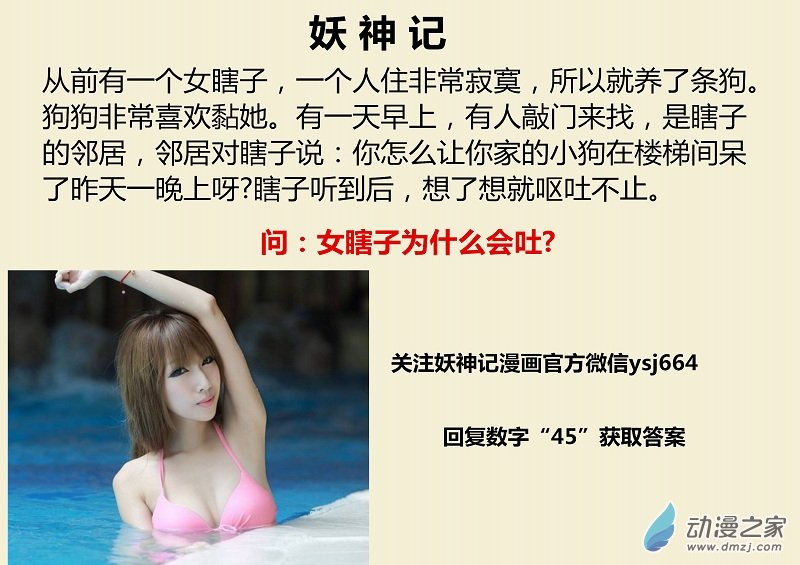 妖神记
从前有一个女瞎子，一个人住非常寂寞，所以就养了条狗。
狗狗非常喜欢黏她。有一天早上，有人敲门来找，是瞎子
的邻居，邻居对瞎子说：你怎么让你家的小狗在楼梯间呆
了昨天一晚上呀?瞎子听到后，想了想就呕吐不止。
问：女瞎子为什么会吐?
关注妖神记漫画官方微信ysj664
回复数字“45”获取答案
动漫之家
www.dmzj.com